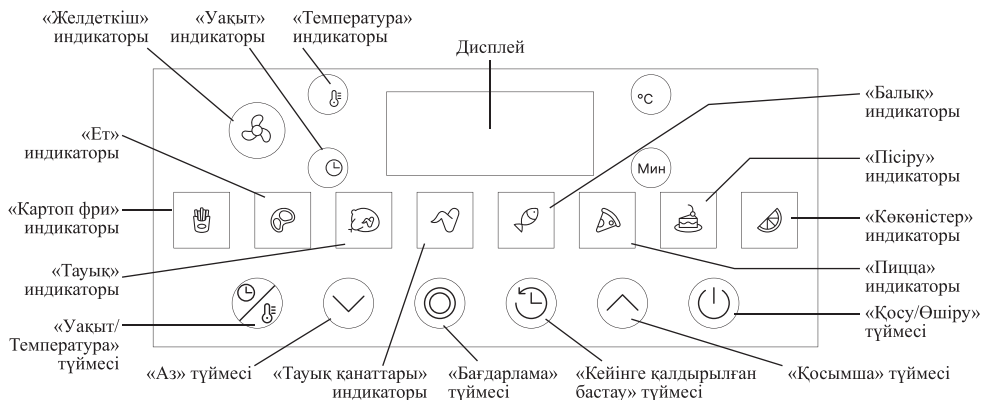 «Желдеткіш»
индикаторы
«Уақыт»
индикаторы
«Температура»
индикаторы
Дисплей
«Балық»
индикаторы
°C
«Ет»
индикаторы
«Пісіру»
индикаторы
Мин
«Картоп фри»
индикаторы
«Көкөністер»
индикаторы
«Тауық»
индикаторы
«Пицца»
индикаторы
«Уақыт/
Температура»
түймесі
«Қосу/Өшіру»
түймесі
«Аз» түймесі
«Тауық қанаттары»
индикаторы
«Бағдарлама»
түймесі
«Кейінге қалдырылған
бастау» түймесі
«Қосымша» түймесі